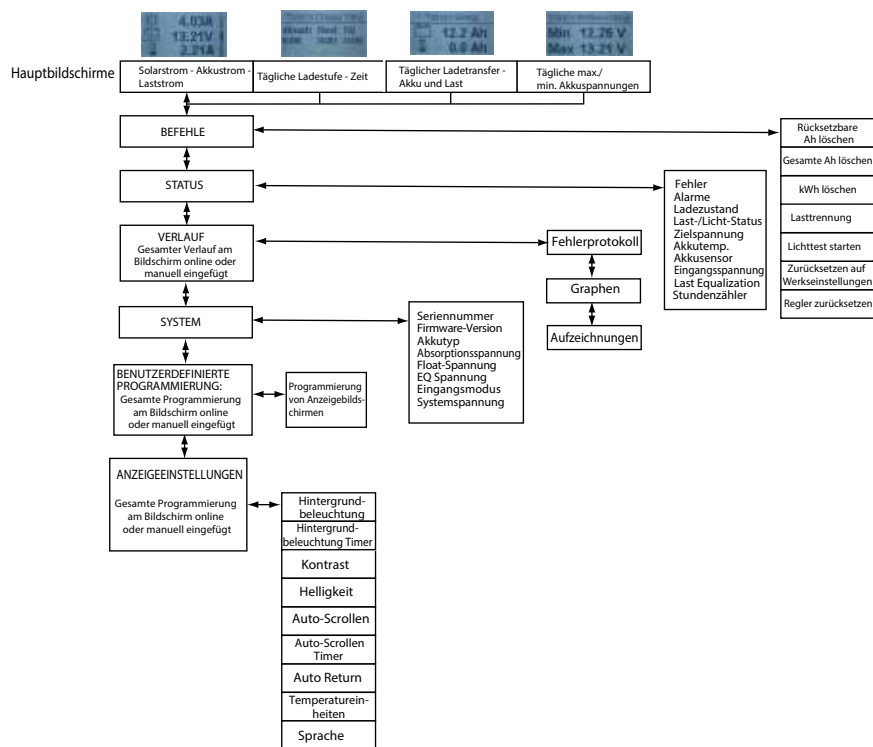 4.03A
13.21V
2.21A
12.2 Ah
0.0 Ah
Min 12.26 V
Max 13.21 V
Hauptbildschirme
Solarstrom - Akkustrom -
Laststrom
Tägliche Ladestufe - Zeit
Täglicher Ladetransfer -
Akku und Last
Tägliche max./
min. Akkuspannungen
BEFEHLE
Rücksetzbare
Ah löschen
Gesamte Ah löschen
kWh löschen
Lasttrennung
Lichttest starten
Zurücksetzen auf
Werkseinstellungen
Regler zurücksetzen
STATUS
Fehler
Alarme
Ladezustand
Last-/Licht-Status
Zielspannung
Akkutemp.
Akkusensor
Eingangsspannung
Last Equalization
Stundenzähler
VERLAUF
Gesamter Verlauf am
Bildschirm online oder
manuell eingefügt
Fehlerprotokoll
Graphen
Aufzeichnungen
SYSTEM
Seriennummer
Firmware-Version
Akkutyp
Absorptionsspannung
Float-Spannung
EQ Spannung
Eingangsmodus
Systemspannung
BENUTZERDEFINIERTE
PROGRAMMIERUNG:
Gesamte Programmierung
am Bildschirm online
oder manuell eingefügt
Programmierung
von Anzeigebilds-
chirmen
ANZEIGEEINSTELLUNGEN
Gesamte Programmierung
am Bildschirm online
oder manuell eingefügt
Hintergrund-
beleuchtung
Hintergrund-
beleuchtung Timer
Kontrast
Helligkeit
Auto-Scrollen
Auto-Scrollen
Timer
Auto Return
Temperaturein-
heiten
Sprache